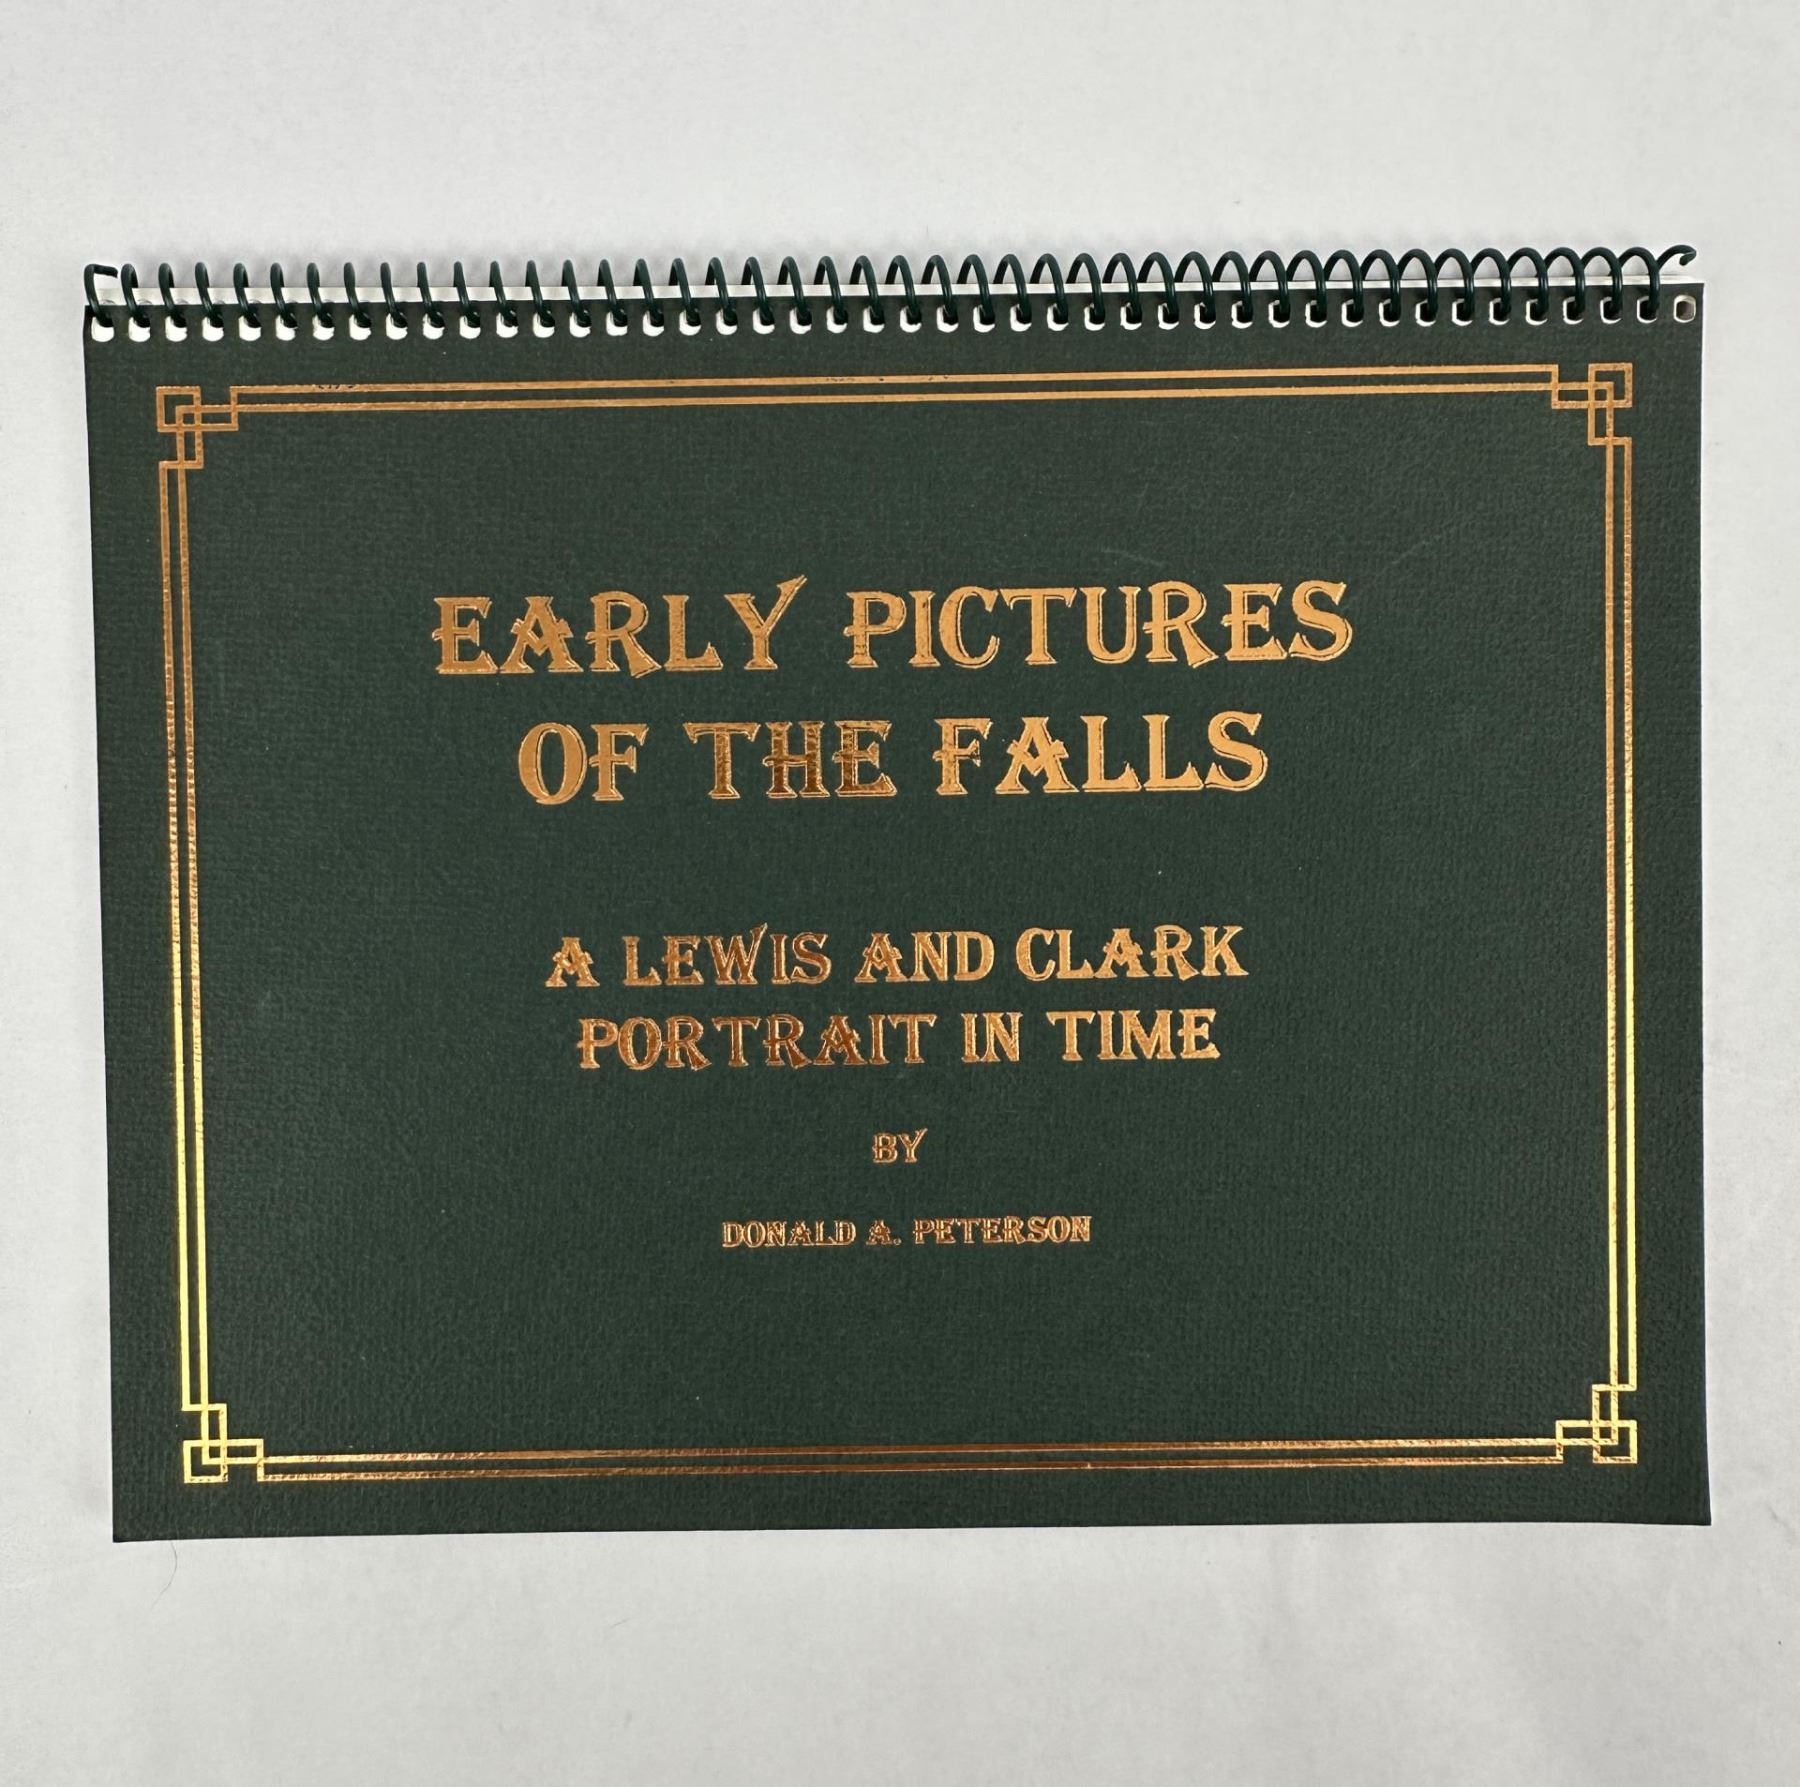 EARLY PICTURES
OF THE FALLS
A LEWIS AND CLARK
PORTRAIT IN TIME
BY
DONALD A. PETERSON